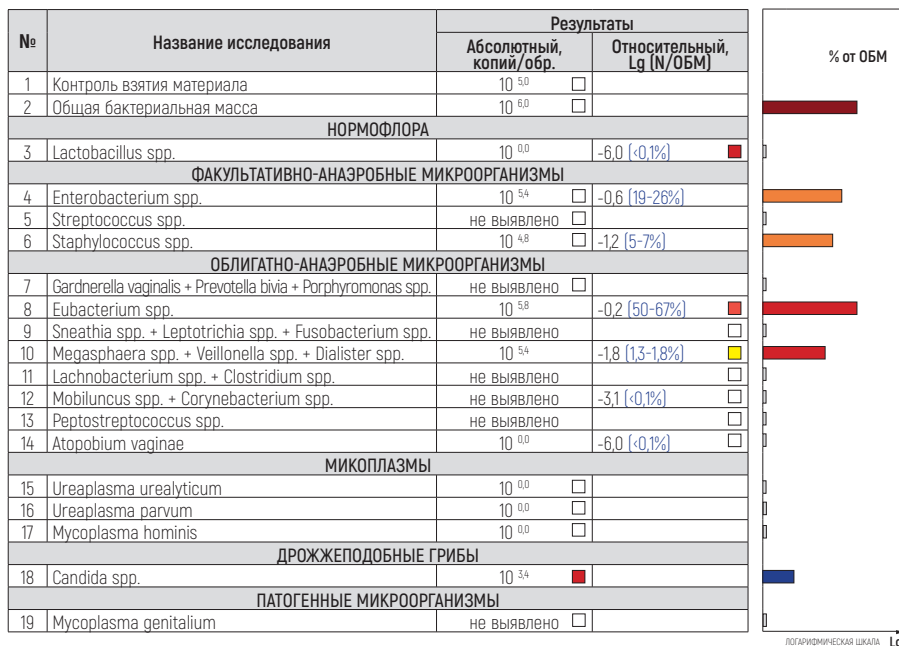 № Название исследования Результаты
Абсолютный, копий/обр. Относительный, Lg (N/ОБМ) % от ОБМ
1 Контроль взятия материала 10 5,0
2 Общая бактериальная масса 10 6,0
НОРМОФЛОРА
3 Lactobacillus spp. 10 0,0 -6,0 (<0,1%)
ФАКУЛЬТАТИВНО-АНАЭРОБНЫЕ МИКРООРГАНИЗМЫ
4 Enterobacterium spp. 10 5,4 -0,6 (19-26%)
5 Streptococcus spp. не выявлено
6 Staphylococcus spp. 10 4,8 -1,2 (5-7%)
ОБЛИГАТНО-АНАЭРОБНЫЕ МИКРООРГАНИЗМЫ
7 Gardnerella vaginalis + Prevotella bivia + Porphyromonas spp. не выявлено
8 Eubacterium spp. 10 5,8 -0,2 (50-67%)
9 Sneathia spp. + Leptotrichia spp. + Fusobacterium spp. не выявлено
10 Megasphaera spp. + Veillonella spp. + Dialister spp. 10 5,4 -1,8 (1,3-1,8%)
11 Lachnobacterium spp. + Clostridium spp. не выявлено
12 Mobiluncus spp. + Corynebacterium spp. не выявлено -3,1 (<0,1%)
13 Peptostreptococcus spp. не выявлено
14 Atopobium vaginae 10 0,0 -6,0 (<0,1%)
МИКОПЛАЗМЫ
15 Ureaplasma urealyticum 10 0,0
16 Ureaplasma parvum 10 0,0
17 Mycoplasma hominis 10 0,0
ДРОЖЖЕПОДОБНЫЕ ГРИБЫ
18 Candida spp. 10 3,4
ПАТОГЕННЫЕ МИКРООРГАНИЗМЫ
19 Mycoplasma genitalium не выявлено
ЛОГАРИФМИЧЕСКАЯ ШКАЛА